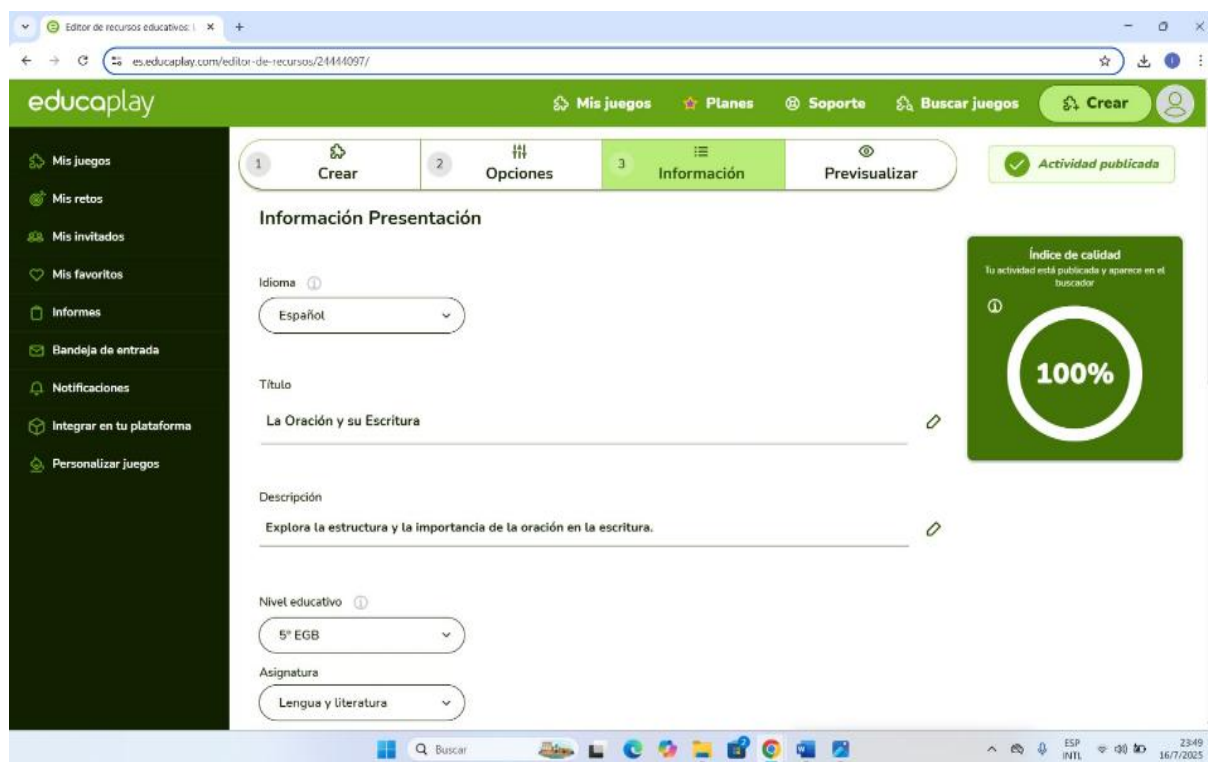 Editor de recursos educativos:
es.educaplay.com/editor-de-recursos/24444097/
educaplay
Mis juegos
Planes
Soporte
Buscar juegos
Crear
Mis juegos
Mis retos
Mis invitados
Mis favoritos
Informes
Bandeja de entrada
Notificaciones
Integrar en tu plataforma
Personalizar juegos
1
Crear
2
Opciones
3
Información
Previsualizar
Actividad publicada
Información Presentación
Idioma
Español
Título
La Oración y su Escritura
Descripción
Explora la estructura y la importancia de la oración en la escritura.
Nivel educativo
5º EGB
Asignatura
Lengua y literatura
Índice de calidad
Tu actividad está publicada y aparece en el
buscador
100%
Buscar
ESP
INTL
23:49
16/7/2025